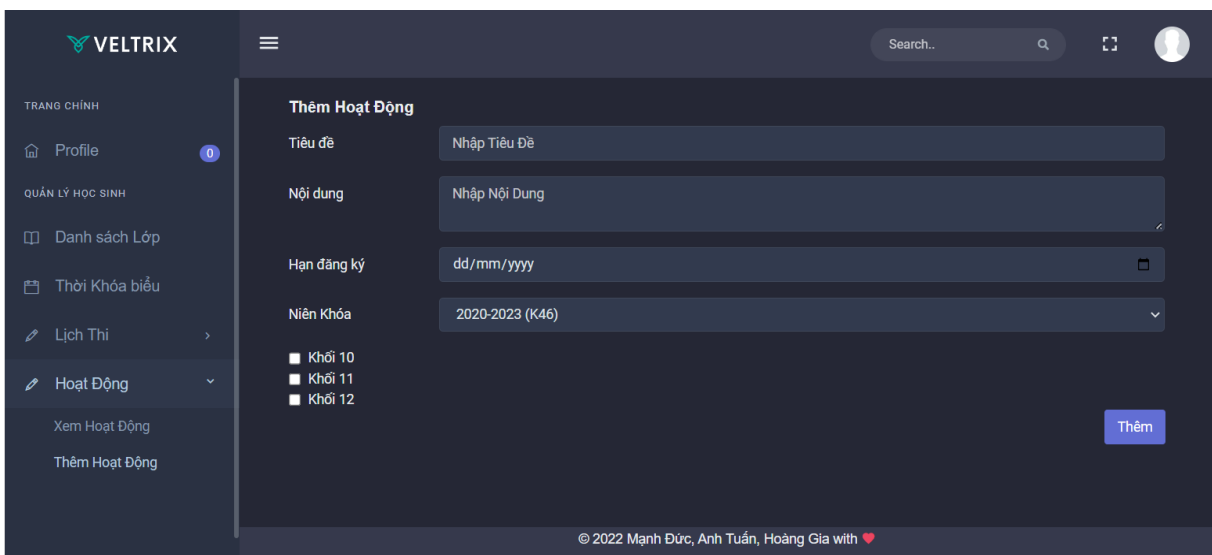 VELTRIX
Search..
TRANG CHÍNH
Profile
0
QUẢN LÝ HỌC SINH
Danh sách Lớp
Thời Khóa biểu
Lịch Thi
Hoạt Động
Xem Hoạt Động
Thêm Hoạt Động
Thêm Hoạt Động
Tiêu đề
Nhập Tiêu Đề
Nội dung
Nhập Nội Dung
Hạn đăng ký
dd/mm/yyyy
Niên Khóa
2020-2023 (K46)
Khối 10
Khối 11
Khối 12
Thêm
© 2022 Mạnh Đức, Anh Tuấn, Hoàng Gia with ❤